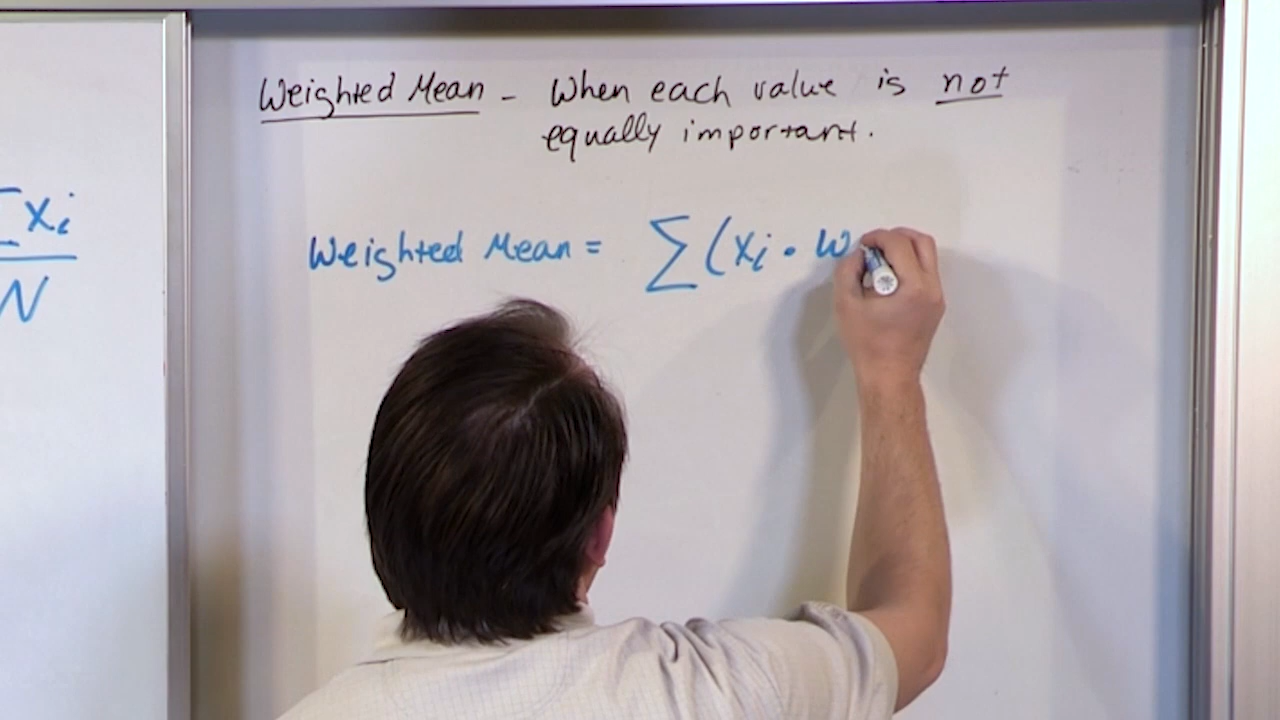 Weighted Mean - When each value is not
equally important.
Σxi
N
Weighted Mean = Σ(xi · w